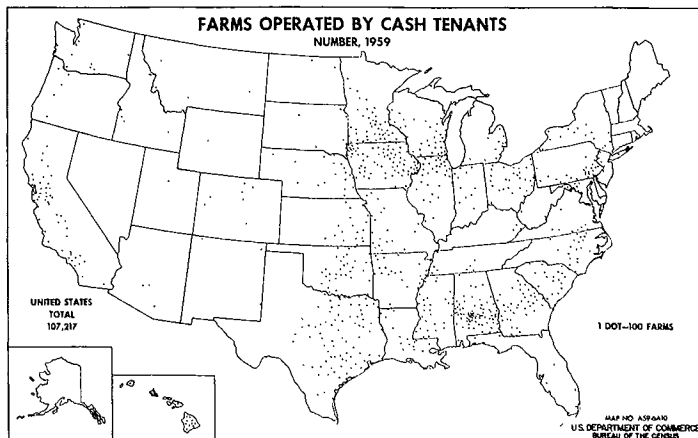 FARMS OPERATED BY CASH TENANTS
NUMBER, 1959
UNITED STATES
TOTAL
107,217
1 DOT—100 FARMS
MAP NO. A59-AA10
U.S. DEPARTMENT OF COMMERCE
BUREAU OF THE CENSUS